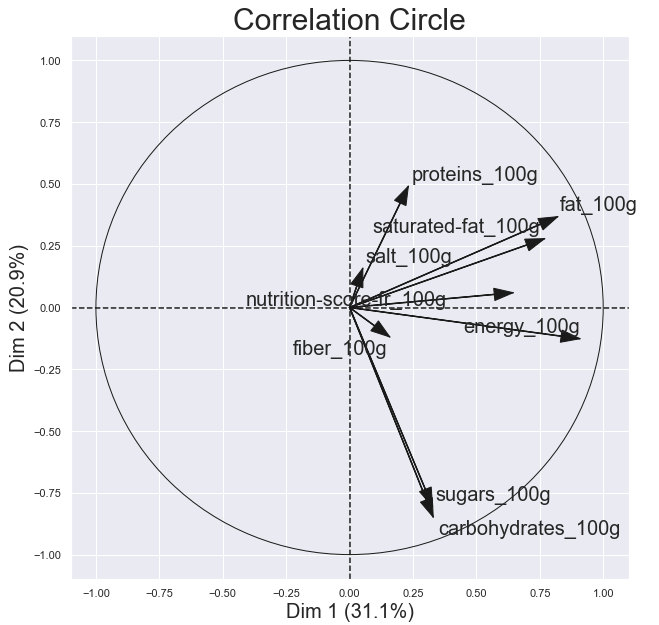 Correlation Circle
1.00
0.75
0.50
0.25
0.00
−0.25
−0.50
−0.75
−1.00
Dim 2 (20.9%)
proteins_100g
fat_100g
saturated-fat_100g
salt_100g
nutrition-score-fr_100g
energy_100g
fiber_100g
sugars_100g
carbohydrates_100g
−1.00 −0.75 −0.50 −0.25 0.00 0.25 0.50 0.75 1.00
Dim 1 (31.1%)